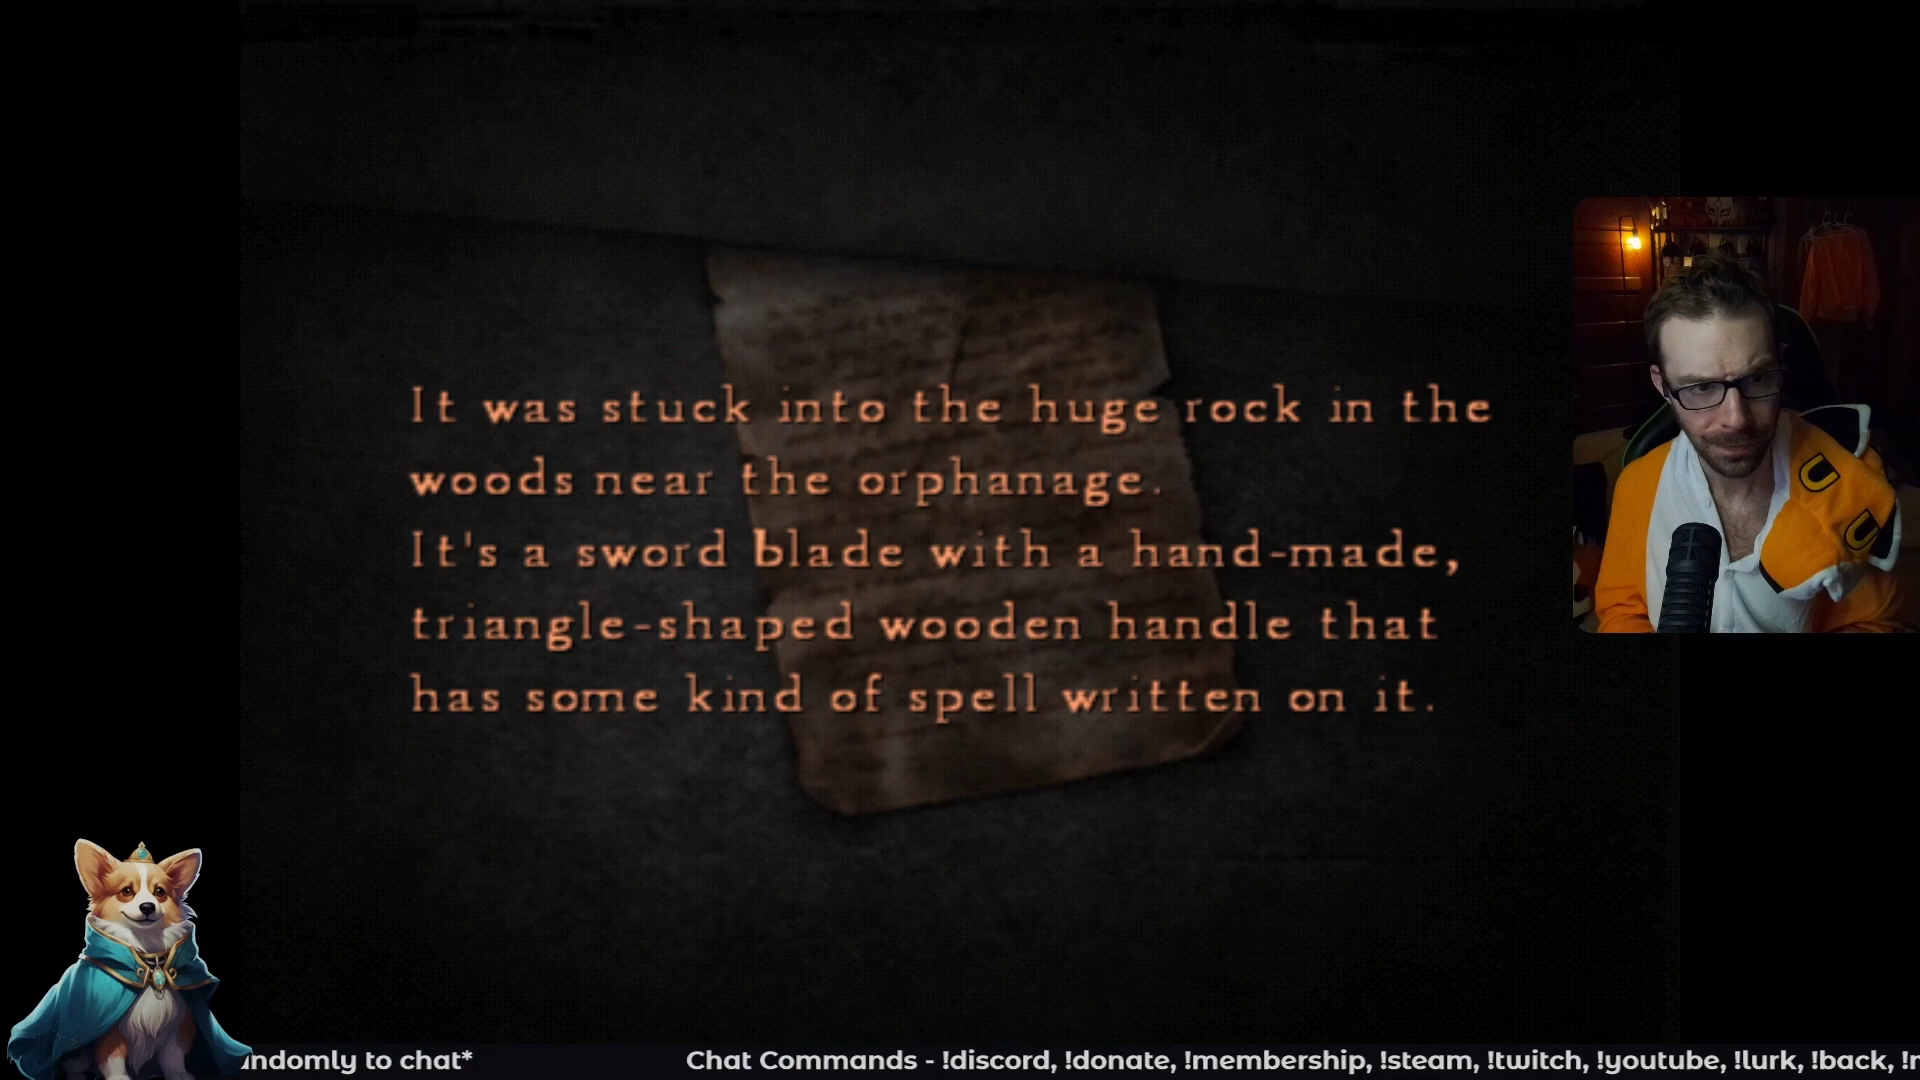 It was stuck into the huge rock in the
woods near the orphanage.
It's a sword blade with a hand-made,
triangle-shaped wooden handle that
has some kind of spell written on it.
ndomly to chat* Chat Commands - !discord, !donate, !membership, !steam, !twitch, !youtube, !lurk, !back,